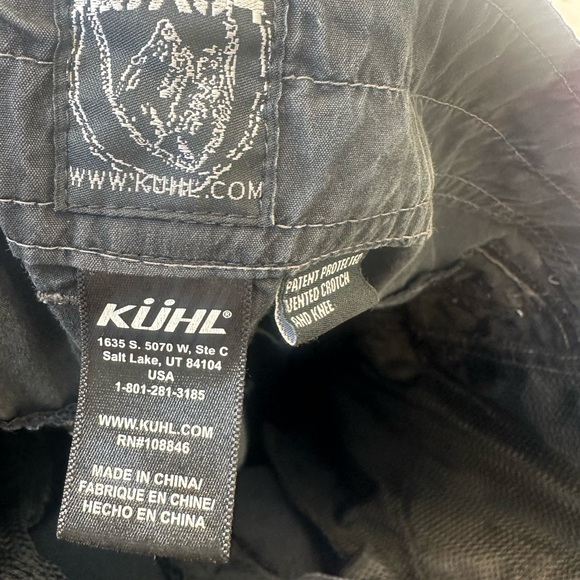 WWW.KUHL.COM
PATENT PROTECTED
VENTED CROTCH
AND KNEE
KÜHL®
1635 S. 5070 W, Ste C
Salt Lake, UT 84104
USA
1-801-281-3185
WWW.KUHL.COM
RN#108846
MADE IN CHINA/
FABRIQUE EN CHINE/
HECHO EN CHINA